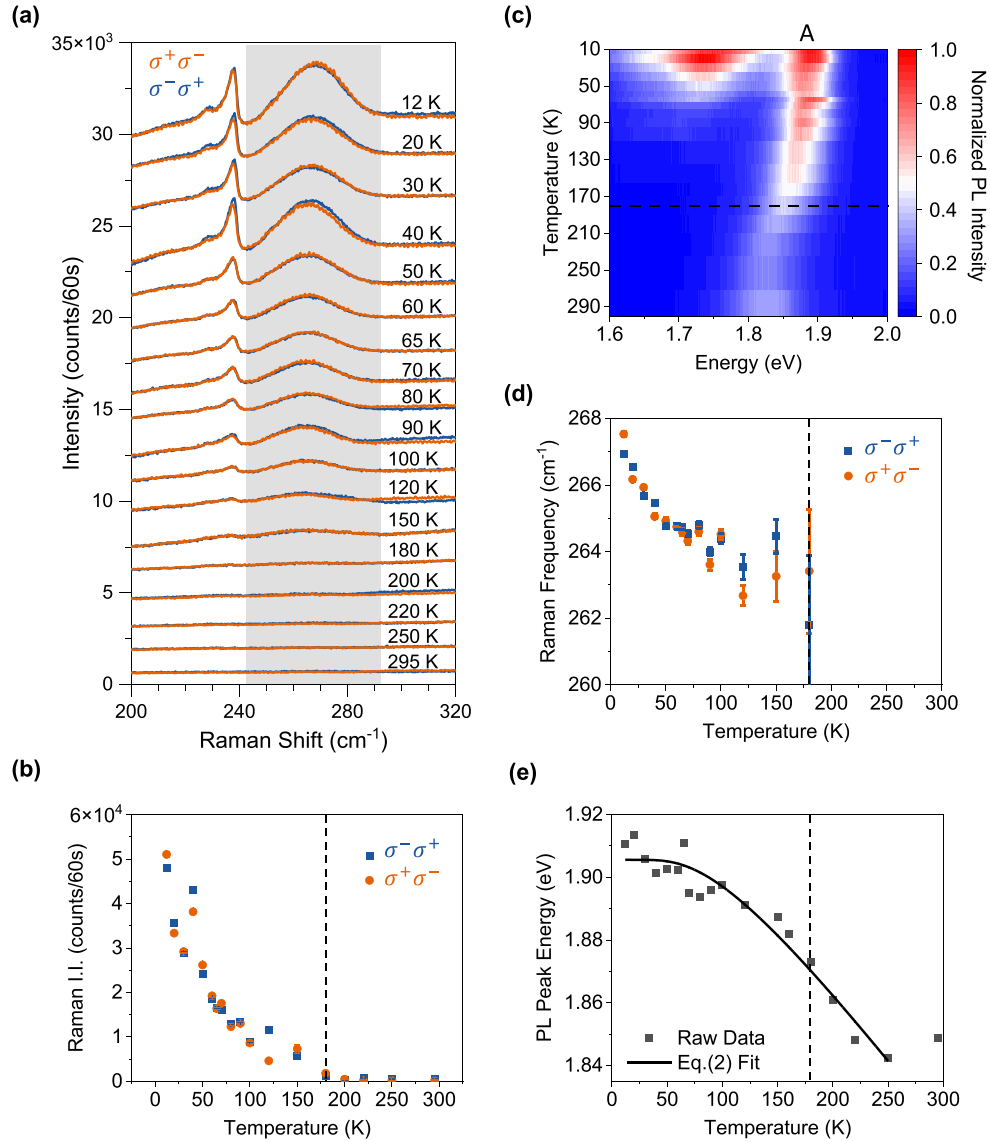 (a)
35×10³
30
25
20
15
10
5
0
Intensity (counts/60s)
σ⁺σ⁻
σ⁻σ⁺
12 K
20 K
30 K
40 K
50 K
60 K
65 K
70 K
80 K
90 K
100 K
120 K
150 K
180 K
200 K
220 K
250 K
295 K
200 240 280 320
Raman Shift (cm⁻¹)
(b)
6×10⁴
5
4
3
2
1
0
Raman I.I. (counts/60s)
σ⁻σ⁺
σ⁺σ⁻
0 50 100 150 200 250 300
Temperature (K)
(c)
A
10
50
90
130
170
210
250
290
Temperature (K)
1.6 1.7 1.8 1.9 2.0
Energy (eV)
1.0
0.8
0.6
0.4
0.2
0.0
Normalized PL Intensity
(d)
268
266
264
262
260
Raman Frequency (cm⁻¹)
σ⁻σ⁺
σ⁺σ⁻
0 50 100 150 200 250 300
Temperature (K)
(e)
1.92
1.90
1.88
1.86
1.84
PL Peak Energy (eV)
Raw Data
Eq.(2) Fit
0 50 100 150 200 250 300
Temperature (K)